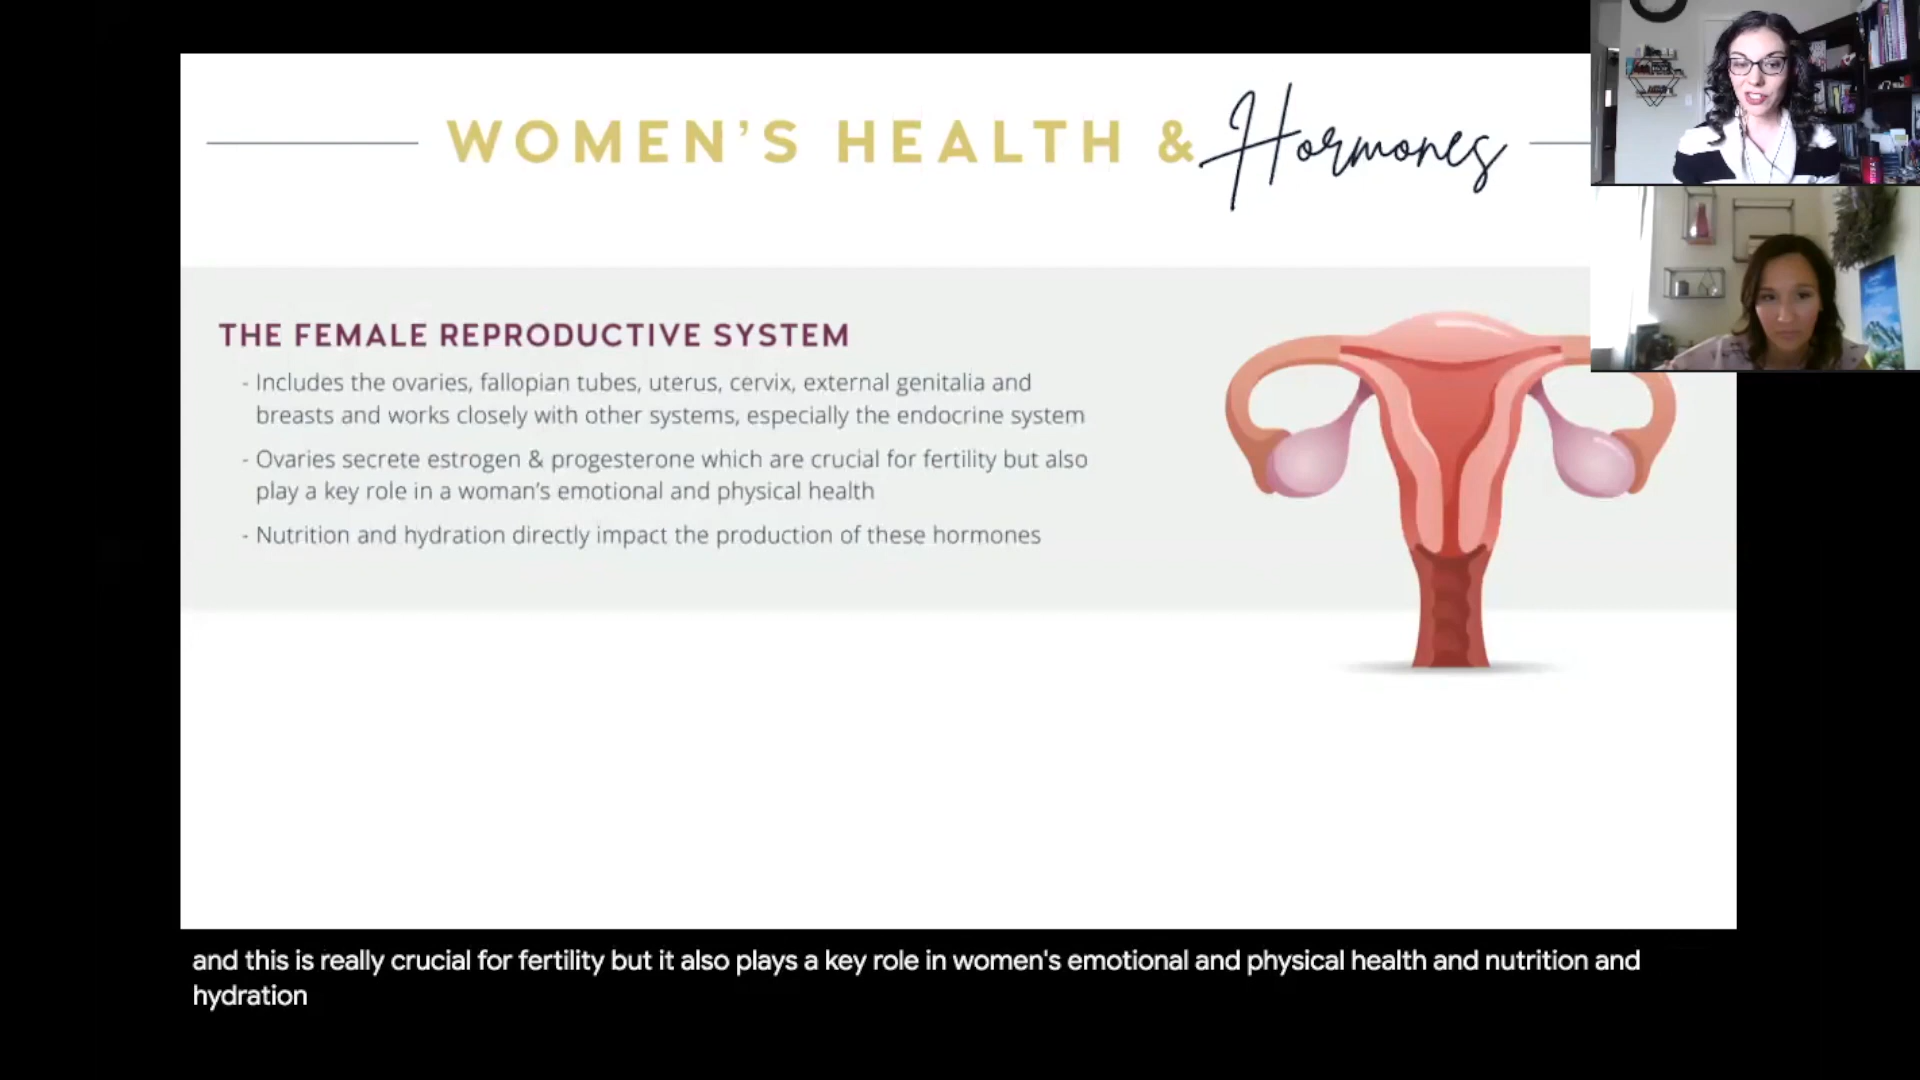 WOMEN'S HEALTH & Hormones
THE FEMALE REPRODUCTIVE SYSTEM
- Includes the ovaries, fallopian tubes, uterus, cervix, external genitalia and
breasts and works closely with other systems, especially the endocrine system
- Ovaries secrete estrogen & progesterone which are crucial for fertility but also
play a key role in a woman's emotional and physical health
- Nutrition and hydration directly impact the production of these hormones
and this is really crucial for fertility but it also plays a key role in women's emotional and physical health and nutrition and
hydration